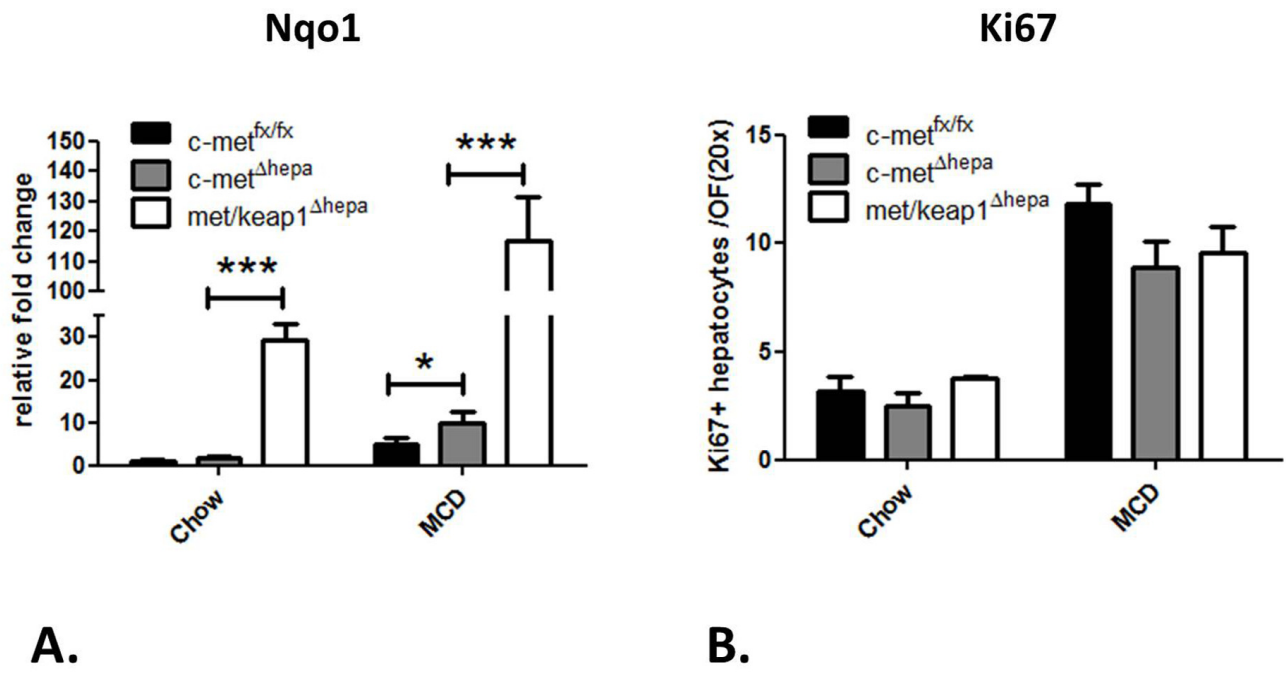 Nqo1
c-met^fx/fx
c-met^Δhepa
met/keap1^Δhepa
relative fold change
150
140
130
120
110
100
30
20
10
0
***
***
*
Chow
MCD
A.
Ki67
c-met^fx/fx
c-met^Δhepa
met/keap1^Δhepa
Ki67+ hepatocytes /OF(20x)
15
10
5
0
Chow
MCD
B.